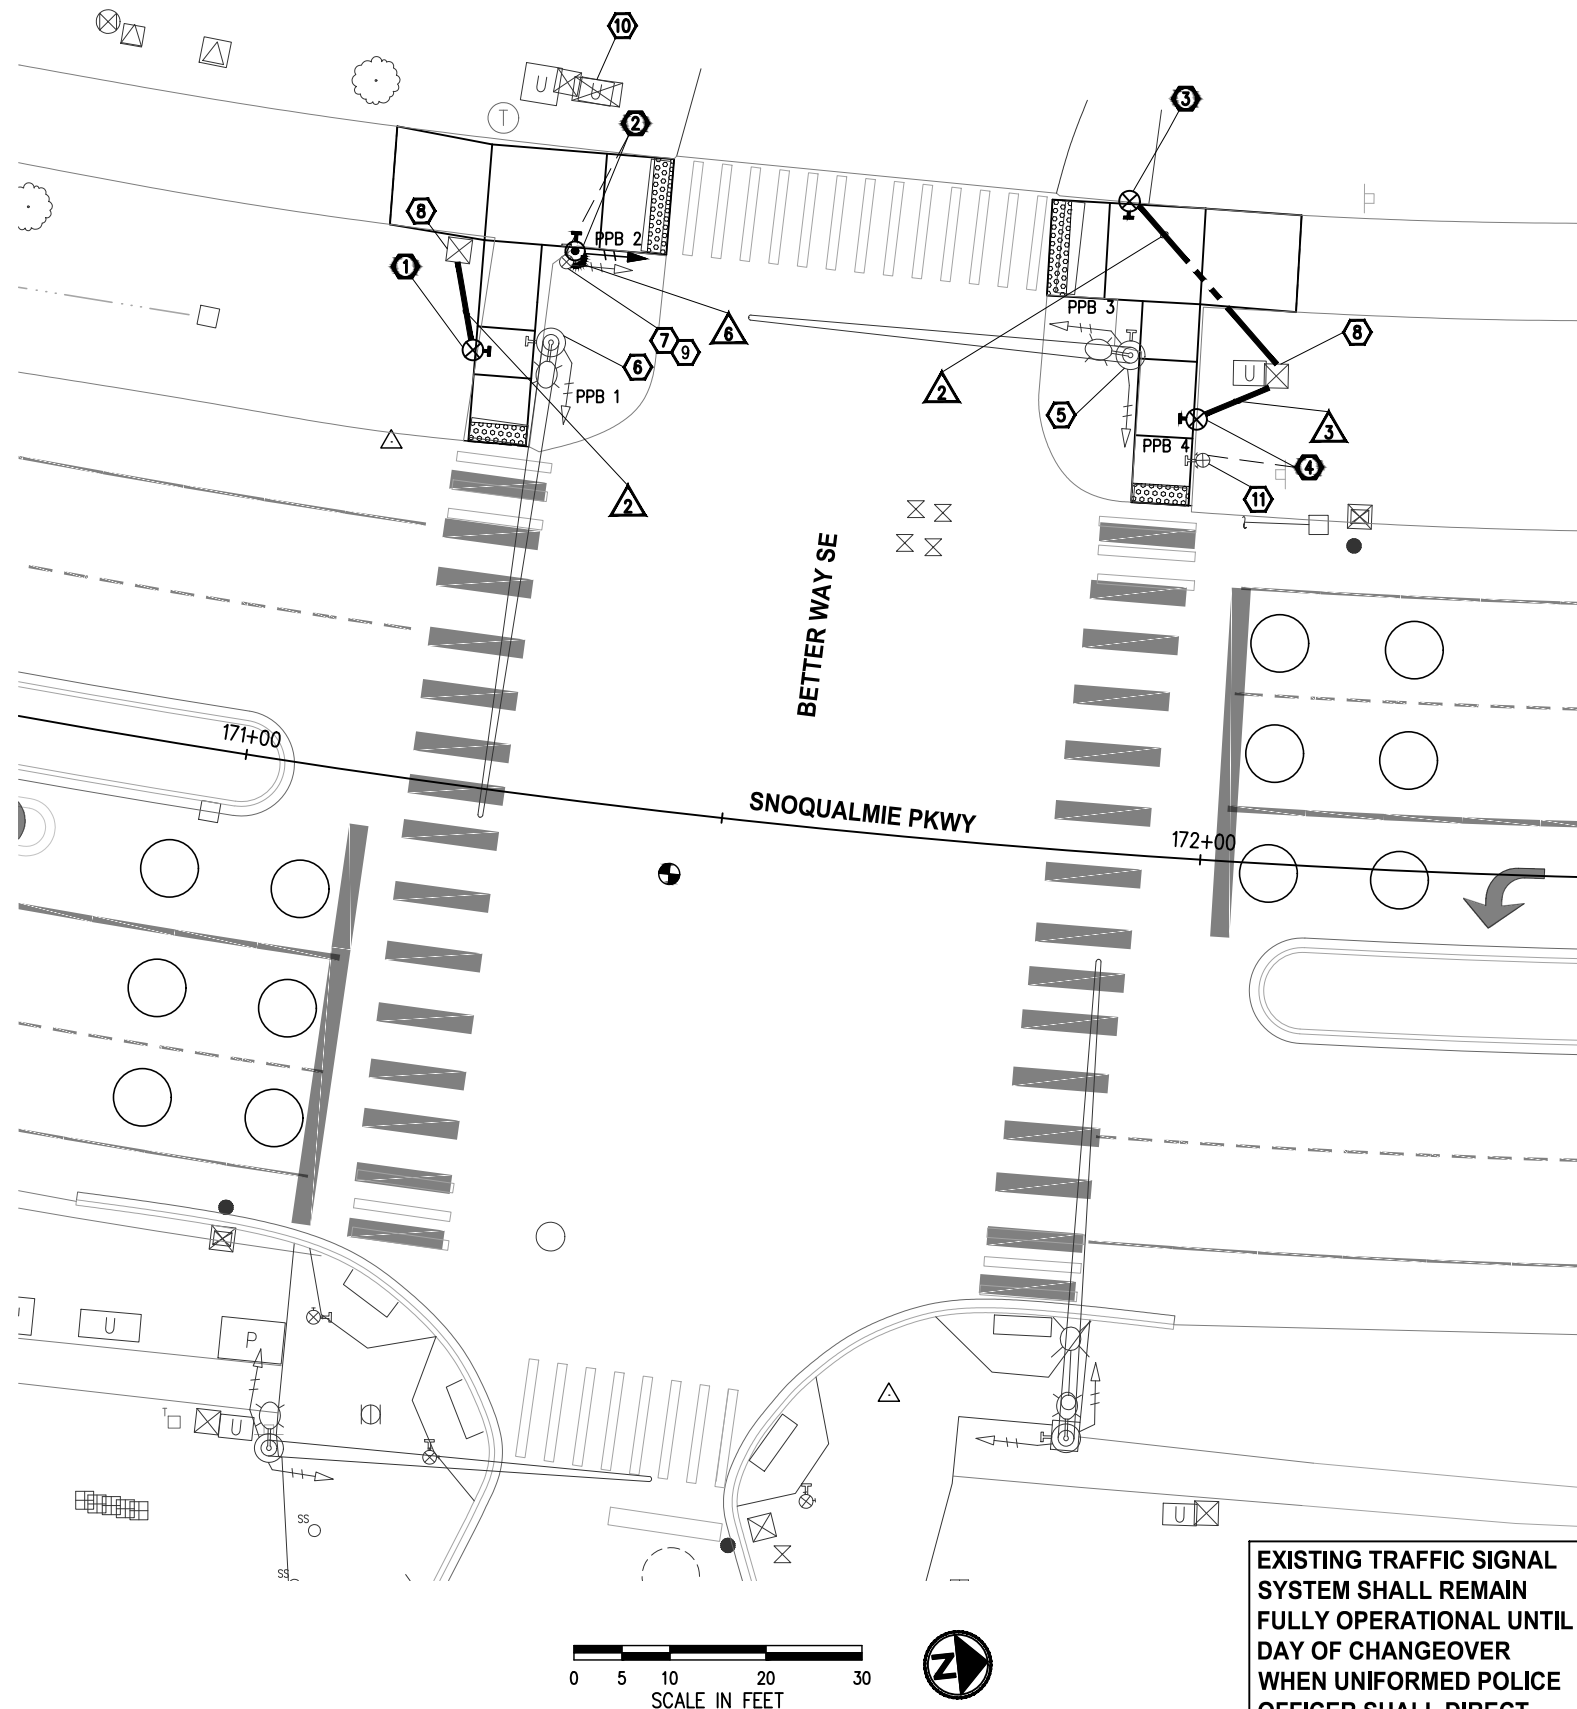 10
U
U
T
2
3
8
PPB 2
1
PPB 3
6
7
9
8
U
6
2
5
PPB 1
3
PPB 4
4
2
11
BETTER WAY SE
171+00
SNOQUALMIE PKWY
172+00
U
P
T
U
SS
SS
U
EXISTING TRAFFIC SIGNAL
SYSTEM SHALL REMAIN
FULLY OPERATIONAL UNTIL
DAY OF CHANGEOVER
WHEN UNIFORMED POLICE
OFFICER SHALL DIRECT
0 5 10 20 30
SCALE IN FEET
N